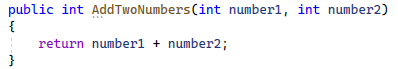 public int AddTwoNumbers(int number1, int number2)
{
    return number1 + number2;
}